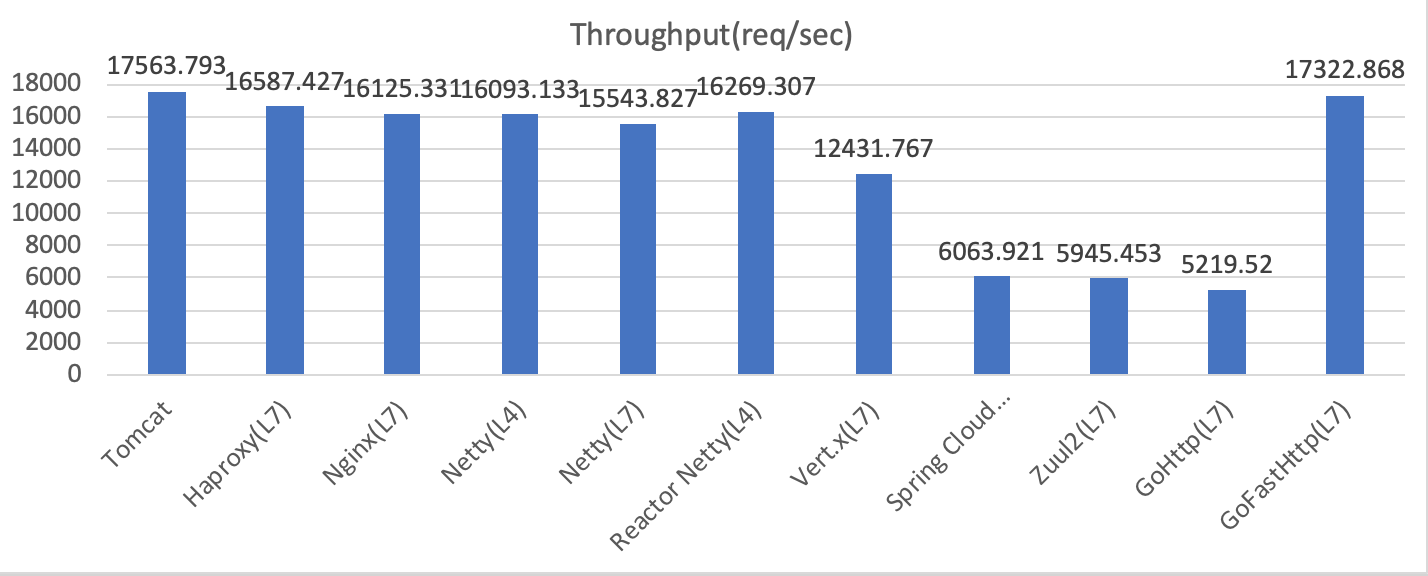 Throughput(req/sec)
17563.793
16587.427
16125.331
16093.133
15543.827
16269.307
12431.767
6063.921
5945.453
5219.52
17322.868
18000
16000
14000
12000
10000
8000
6000
4000
2000
0
Tomcat
Haproxy(L7)
Nginx(L7)
Netty(L4)
Netty(L7)
Reactor Netty(L4)
Vert.x(L7)
Spring Cloud...
Zuul2(L7)
GoHttp(L7)
GoFastHttp(L7)